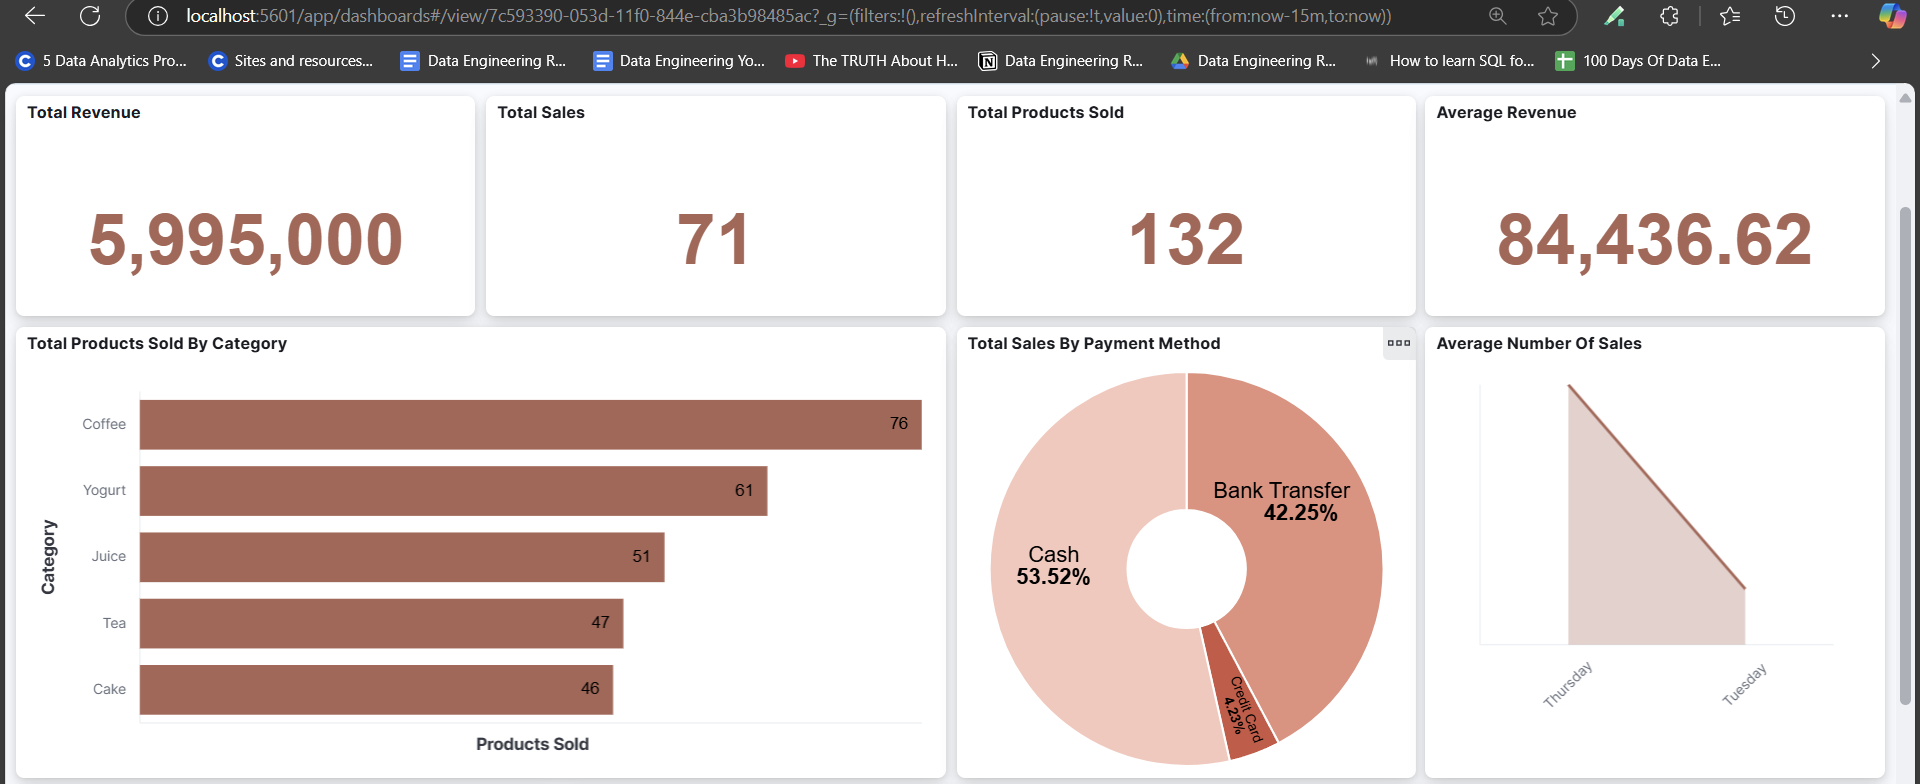 localhost:5601/app/dashboards#/view/7c593390-053d-11f0-844e-cba3b98485ac?_g=(filters:!(),refreshInterval:(pause:!t,value:0),time:(from:now-15m,to:now))
5 Data Analytics Pro...
Sites and resources...
Data Engineering R...
Data Engineering Yo...
The TRUTH About H...
Data Engineering R...
Data Engineering R...
How to learn SQL fo...
100 Days Of Data E...
Total Revenue
5,995,000
Total Sales
71
Total Products Sold
132
Average Revenue
84,436.62
Total Products Sold By Category
Category
Coffee
76
Yogurt
61
Juice
51
Tea
47
Cake
46
Products Sold
Total Sales By Payment Method
Bank Transfer
42.25%
Cash
53.52%
Credit Card
4.23%
Average Number Of Sales
Thursday
Tuesday